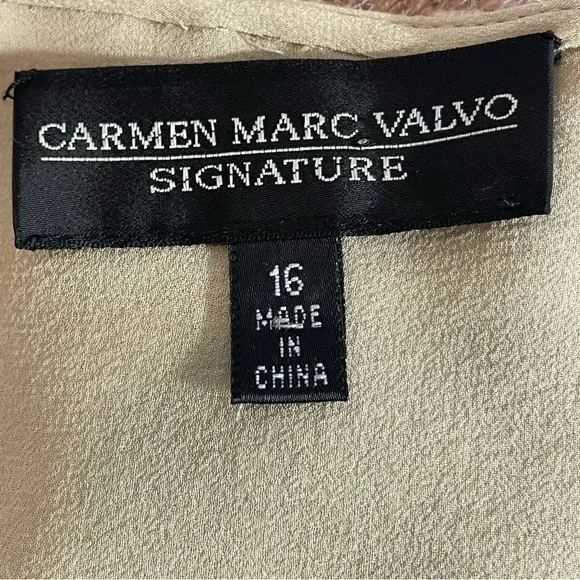 CARMEN MARC VALVO
SIGNATURE
16
MADE
IN
CHINA